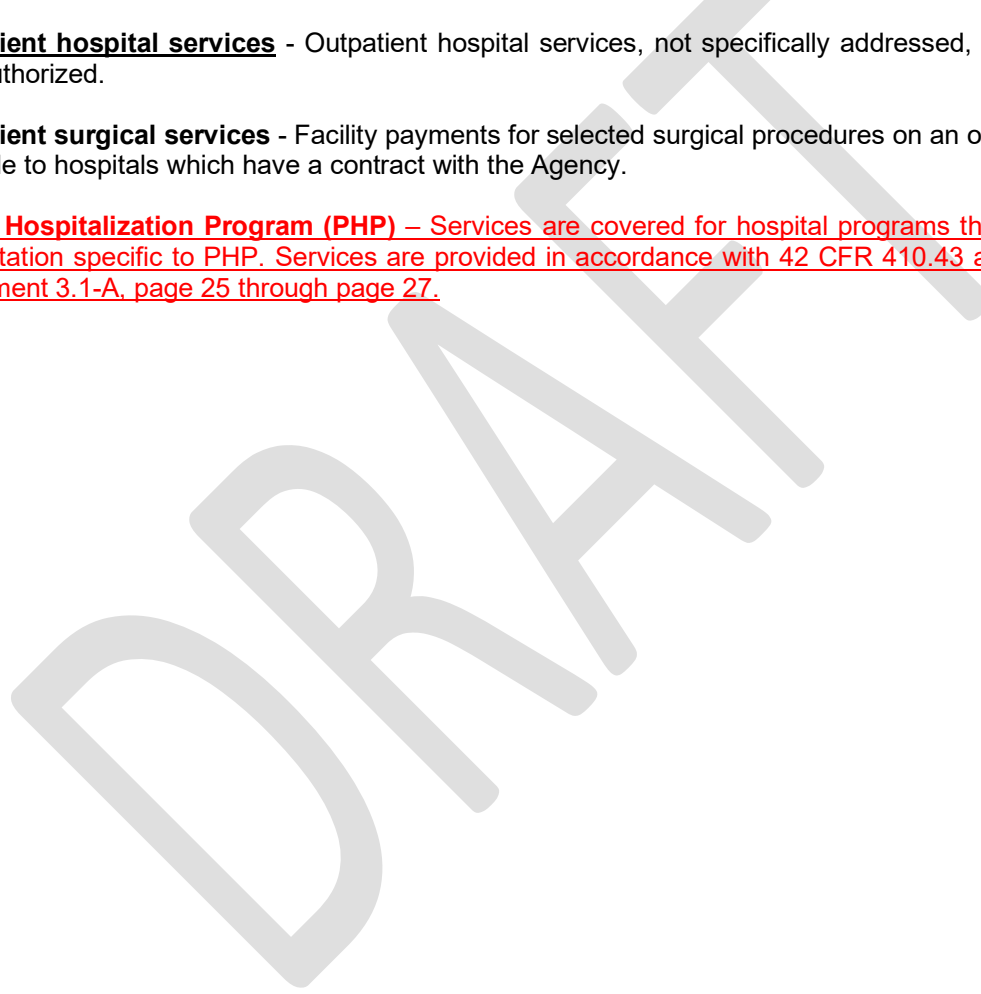 ient hospital services - Outpatient hospital services, not specifically addressed,
uthorized.
ient surgical services - Facility payments for selected surgical procedures on an o
le to hospitals which have a contract with the Agency.
Hospitalization Program (PHP) – Services are covered for hospital programs th
tation specific to PHP. Services are provided in accordance with 42 CFR 410.43 a
ment 3.1-A, page 25 through page 27.
DRAFT